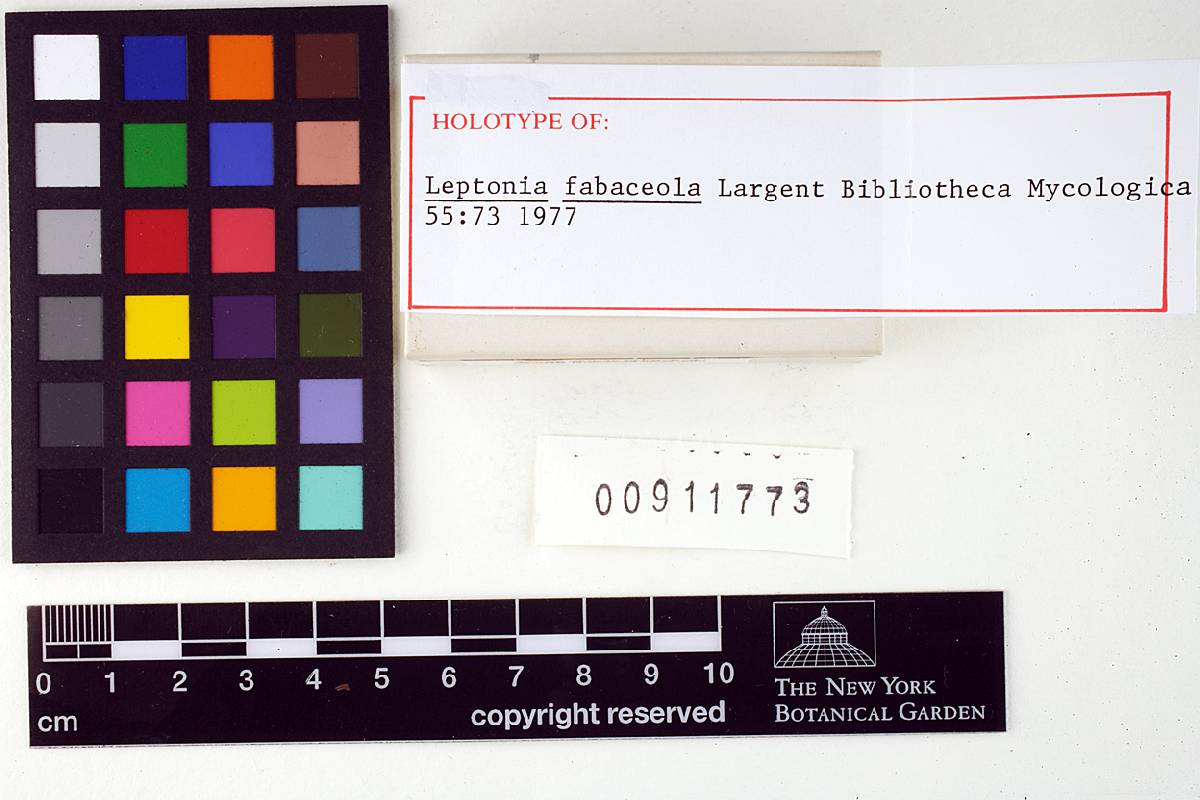 HOLOTYPE OF:
Leptonia fabaceola Largent Bibliotheca Mycologica
55:73 1977
00911773
0 1 2 3 4 5 6 7 8 9 10
cm
copyright reserved
THE NEW YORK
BOTANICAL GARDEN